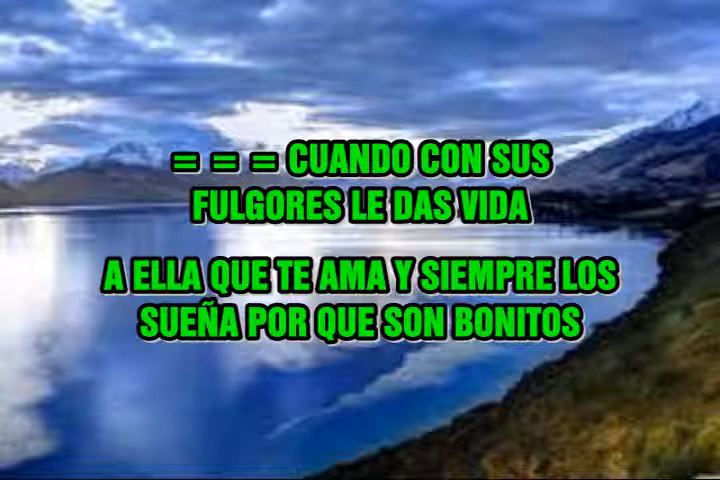 = = = CUANDO CON SUS
FULGORES LE DAS VIDA
A ELLA QUE TE AMA Y SIEMPRE LOS
SUEÑA POR QUE SON BONITOS